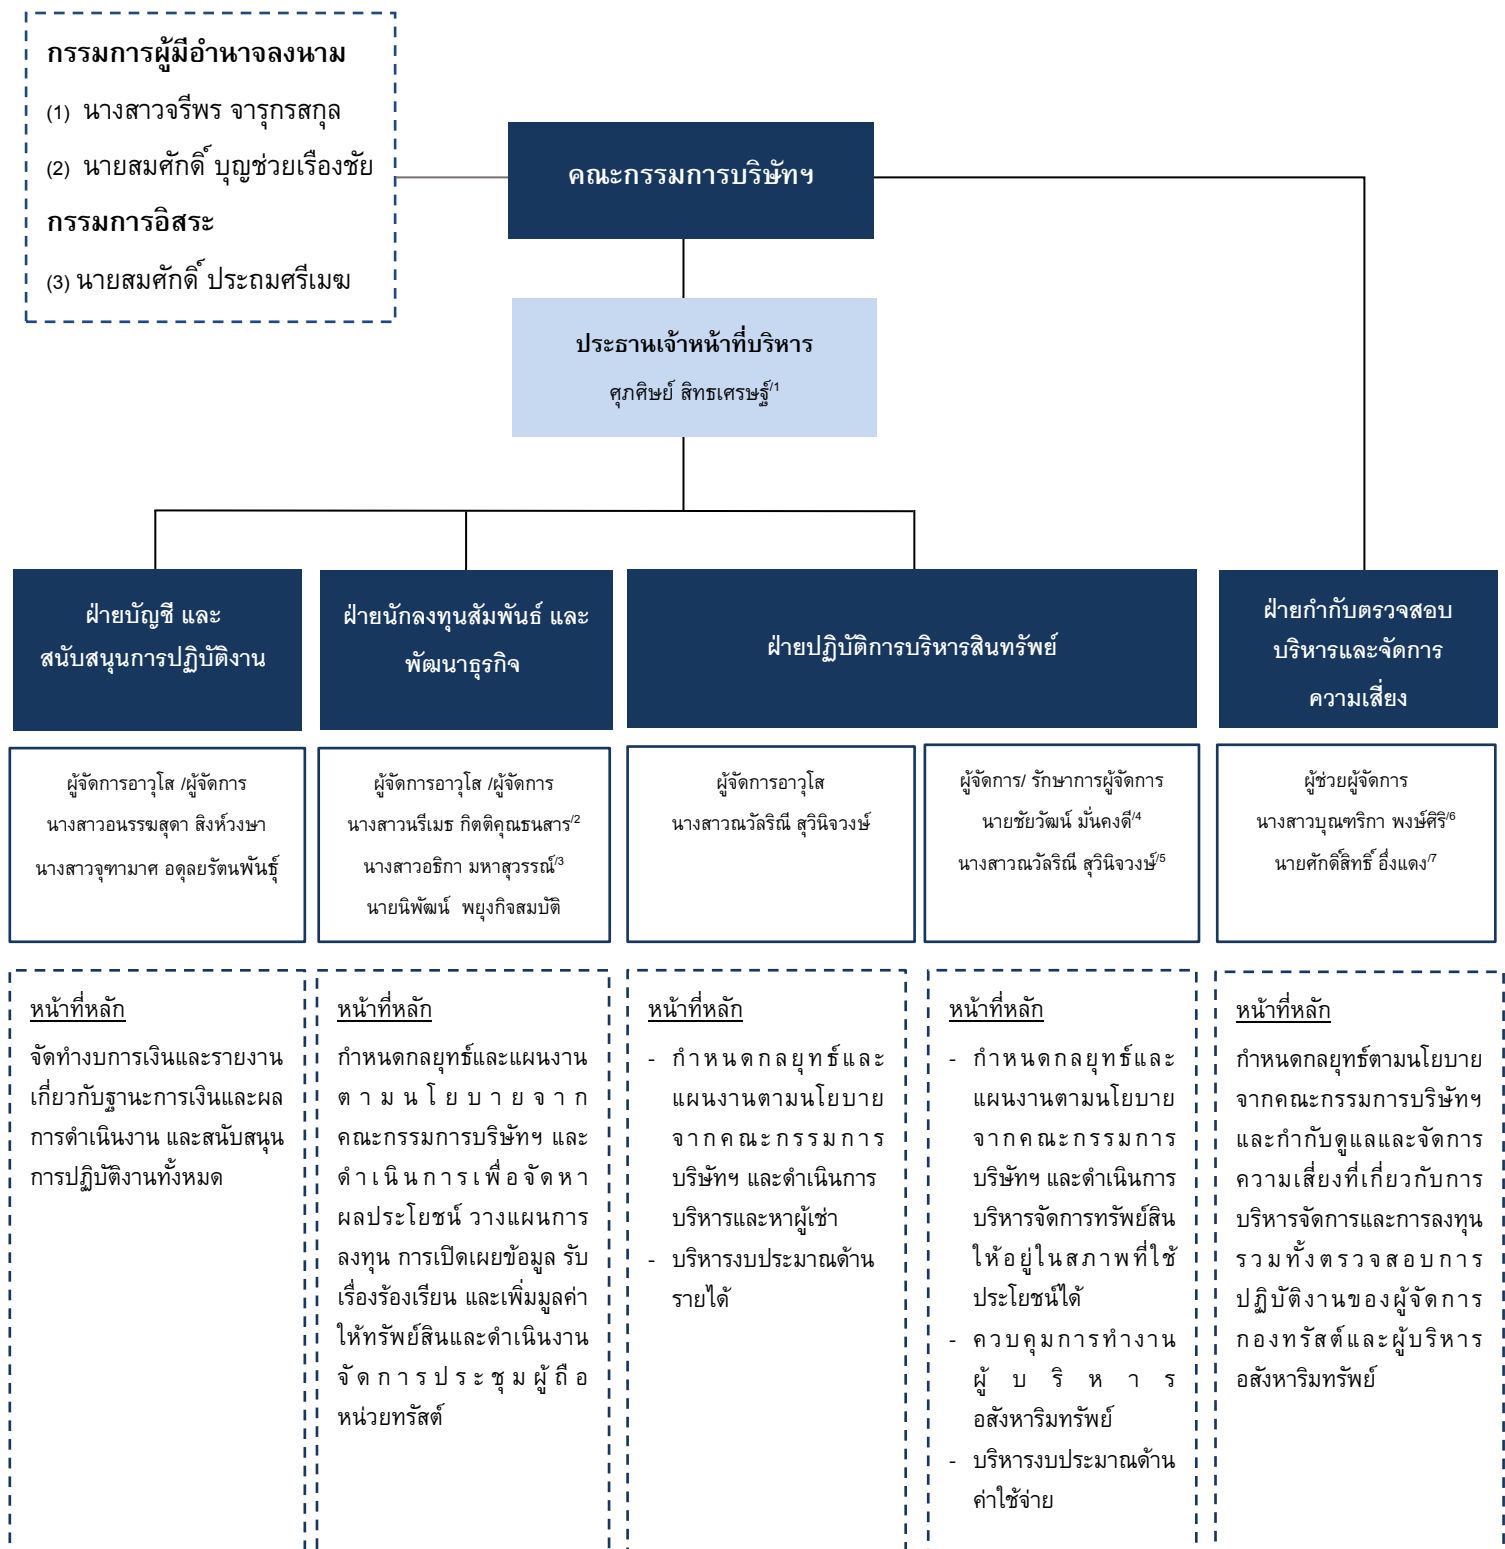 กรรมการผู้มีอำนาจลงนาม
(1) นางสาวจรีพร จารุกรสกุล
(2) นายสมศักดิ์ บุญช่วยเรืองชัย
กรรมการอิสระ
(3) นายสมศักดิ์ ประถมศรีเมฆ
คณะกรรมการบริษัทฯ
ประธานเจ้าหน้าที่บริหาร
ศุภศิษย์ สิทธเศรษฐ์/1
ฝ่ายบัญชี และ
สนับสนุนการปฏิบัติงาน
ผู้จัดการอาวุโส /ผู้จัดการ
นางสาวอนรรฆสุดา สิงห์วงษา
นางสาวจุฑามาศ อดุลยรัตนพันธุ์
หน้าที่หลัก
จัดทำงบการเงินและรายงาน
เกี่ยวกับฐานะการเงินและผล
การดำเนินงาน และสนับสนุน
การปฏิบัติงานทั้งหมด
ฝ่ายนักลงทุนสัมพันธ์ และ
พัฒนาธุรกิจ
ผู้จัดการอาวุโส /ผู้จัดการ
นางสาวนรีเมธ กิตติคุณธนสาร/2
นางสาวอธิกา มหาสุวรรณ์/3
นายนิพัฒน์ พยุงกิจสมบัติ
หน้าที่หลัก
กำหนดกลยุทธ์และแผนงาน
ตามนโยบายจาก
คณะกรรมการบริษัทฯ และ
ดำเนินการเพื่อจัดหา
ผลประโยชน์ วางแผนการ
ลงทุน การเปิดเผยข้อมูล รับ
เรื่องร้องเรียน และเพิ่มมูลค่า
ให้ทรัพย์สินและดำเนินงาน
จัดการประชุมผู้ถือ
หน่วยทรัสต์
ฝ่ายปฏิบัติการบริหารสินทรัพย์
ผู้จัดการอาวุโส
นางสาวณวัลริณี สุวินิจวงษ์
หน้าที่หลัก
- กำหนดกลยุทธ์และ
แผนงานตามนโยบาย
จากคณะกรรมการ
บริษัทฯ และดำเนินการ
บริหารและหาผู้เช่า
- บริหารงบประมาณด้าน
รายได้
ผู้จัดการ/ รักษาการผู้จัดการ
นายชัยวัฒน์ มั่นคงดี/4
นางสาวณวัลริณี สุวินิจวงษ์/5
หน้าที่หลัก
- กำหนดกลยุทธ์และ
แผนงานตามนโยบาย
จากคณะกรรมการ
บริษัทฯ และดำเนินการ
บริหารจัดการทรัพย์สิน
ให้อยู่ในสภาพที่ใช้
ประโยชน์ได้
- ควบคุมการทำงาน
ผู้บริหาร
อสังหาริมทรัพย์
- บริหารงบประมาณด้าน
ค่าใช้จ่าย
ฝ่ายกำกับตรวจสอบ
บริหารและจัดการ
ความเสี่ยง
ผู้ช่วยผู้จัดการ
นางสาวบุณฑริกา พงษ์ศิริ/6
นายศักดิ์สิทธิ์ อึ่งแดง/7
หน้าที่หลัก
กำหนดกลยุทธ์ตามนโยบาย
จากคณะกรรมการบริษัทฯ
และกำกับดูแลและจัดการ
ความเสี่ยงที่เกี่ยวกับการ
บริหารจัดการและการลงทุน
รวมทั้งตรวจสอบการ
ปฏิบัติงานของผู้จัดการ
กองทรัสต์และผู้บริหาร
อสังหาริมทรัพย์